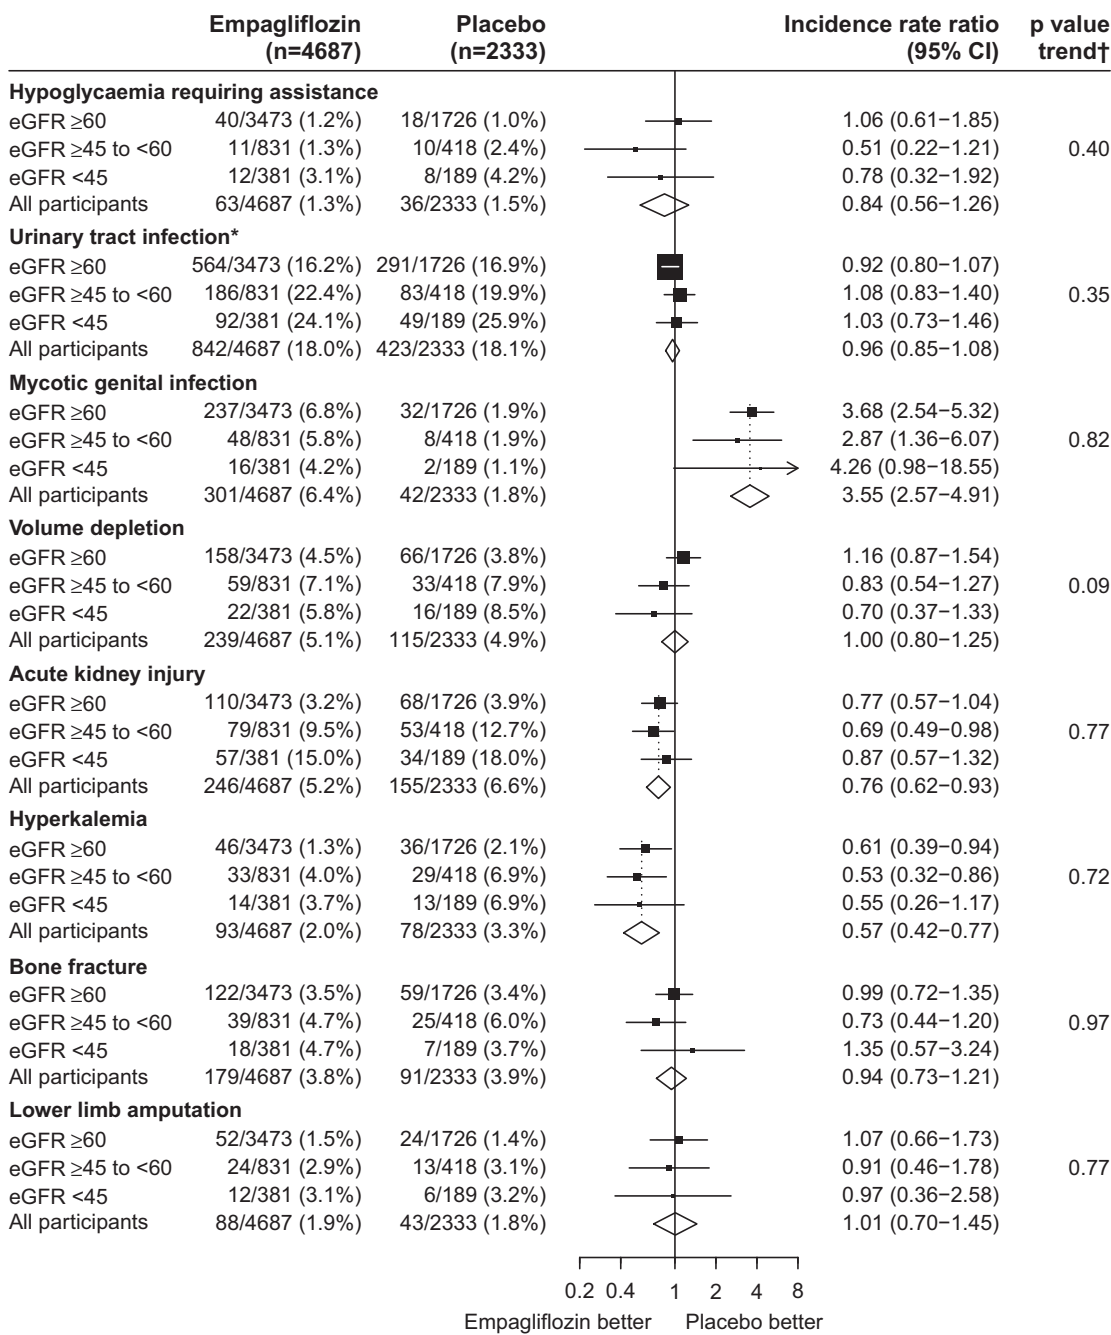 Empagliflozin Placebo Incidence rate ratio p value
(n=4687) (n=2333) (95% CI) trend†
Hypoglycaemia requiring assistance
eGFR ≥60 40/3473 (1.2%) 18/1726 (1.0%) 1.06 (0.61−1.85)
eGFR ≥45 to <60 11/831 (1.3%) 10/418 (2.4%) 0.51 (0.22−1.21) 0.40
eGFR <45 12/381 (3.1%) 8/189 (4.2%) 0.78 (0.32−1.92)
All participants 63/4687 (1.3%) 36/2333 (1.5%) 0.84 (0.56−1.26)
Urinary tract infection*
eGFR ≥60 564/3473 (16.2%) 291/1726 (16.9%) 0.92 (0.80−1.07)
eGFR ≥45 to <60 186/831 (22.4%) 83/418 (19.9%) 1.08 (0.83−1.40) 0.35
eGFR <45 92/381 (24.1%) 49/189 (25.9%) 1.03 (0.73−1.46)
All participants 842/4687 (18.0%) 423/2333 (18.1%) 0.96 (0.85−1.08)
Mycotic genital infection
eGFR ≥60 237/3473 (6.8%) 32/1726 (1.9%) 3.68 (2.54−5.32)
eGFR ≥45 to <60 48/831 (5.8%) 8/418 (1.9%) 2.87 (1.36−6.07) 0.82
eGFR <45 16/381 (4.2%) 2/189 (1.1%) 4.26 (0.98−18.55)
All participants 301/4687 (6.4%) 42/2333 (1.8%) 3.55 (2.57−4.91)
Volume depletion
eGFR ≥60 158/3473 (4.5%) 66/1726 (3.8%) 1.16 (0.87−1.54)
eGFR ≥45 to <60 59/831 (7.1%) 33/418 (7.9%) 0.83 (0.54−1.27) 0.09
eGFR <45 22/381 (5.8%) 16/189 (8.5%) 0.70 (0.37−1.33)
All participants 239/4687 (5.1%) 115/2333 (4.9%) 1.00 (0.80−1.25)
Acute kidney injury
eGFR ≥60 110/3473 (3.2%) 68/1726 (3.9%) 0.77 (0.57−1.04)
eGFR ≥45 to <60 79/831 (9.5%) 53/418 (12.7%) 0.69 (0.49−0.98) 0.77
eGFR <45 57/381 (15.0%) 34/189 (18.0%) 0.87 (0.57−1.32)
All participants 246/4687 (5.2%) 155/2333 (6.6%) 0.76 (0.62−0.93)
Hyperkalemia
eGFR ≥60 46/3473 (1.3%) 36/1726 (2.1%) 0.61 (0.39−0.94)
eGFR ≥45 to <60 33/831 (4.0%) 29/418 (6.9%) 0.53 (0.32−0.86) 0.72
eGFR <45 14/381 (3.7%) 13/189 (6.9%) 0.55 (0.26−1.17)
All participants 93/4687 (2.0%) 78/2333 (3.3%) 0.57 (0.42−0.77)
Bone fracture
eGFR ≥60 122/3473 (3.5%) 59/1726 (3.4%) 0.99 (0.72−1.35)
eGFR ≥45 to <60 39/831 (4.7%) 25/418 (6.0%) 0.73 (0.44−1.20) 0.97
eGFR <45 18/381 (4.7%) 7/189 (3.7%) 1.35 (0.57−3.24)
All participants 179/4687 (3.8%) 91/2333 (3.9%) 0.94 (0.73−1.21)
Lower limb amputation
eGFR ≥60 52/3473 (1.5%) 24/1726 (1.4%) 1.07 (0.66−1.73)
eGFR ≥45 to <60 24/831 (2.9%) 13/418 (3.1%) 0.91 (0.46−1.78) 0.77
eGFR <45 12/381 (3.1%) 6/189 (3.2%) 0.97 (0.36−2.58)
All participants 88/4687 (1.9%) 43/2333 (1.8%) 1.01 (0.70−1.45)
0.2 0.4 1 2 4 8
Empagliflozin better Placebo better